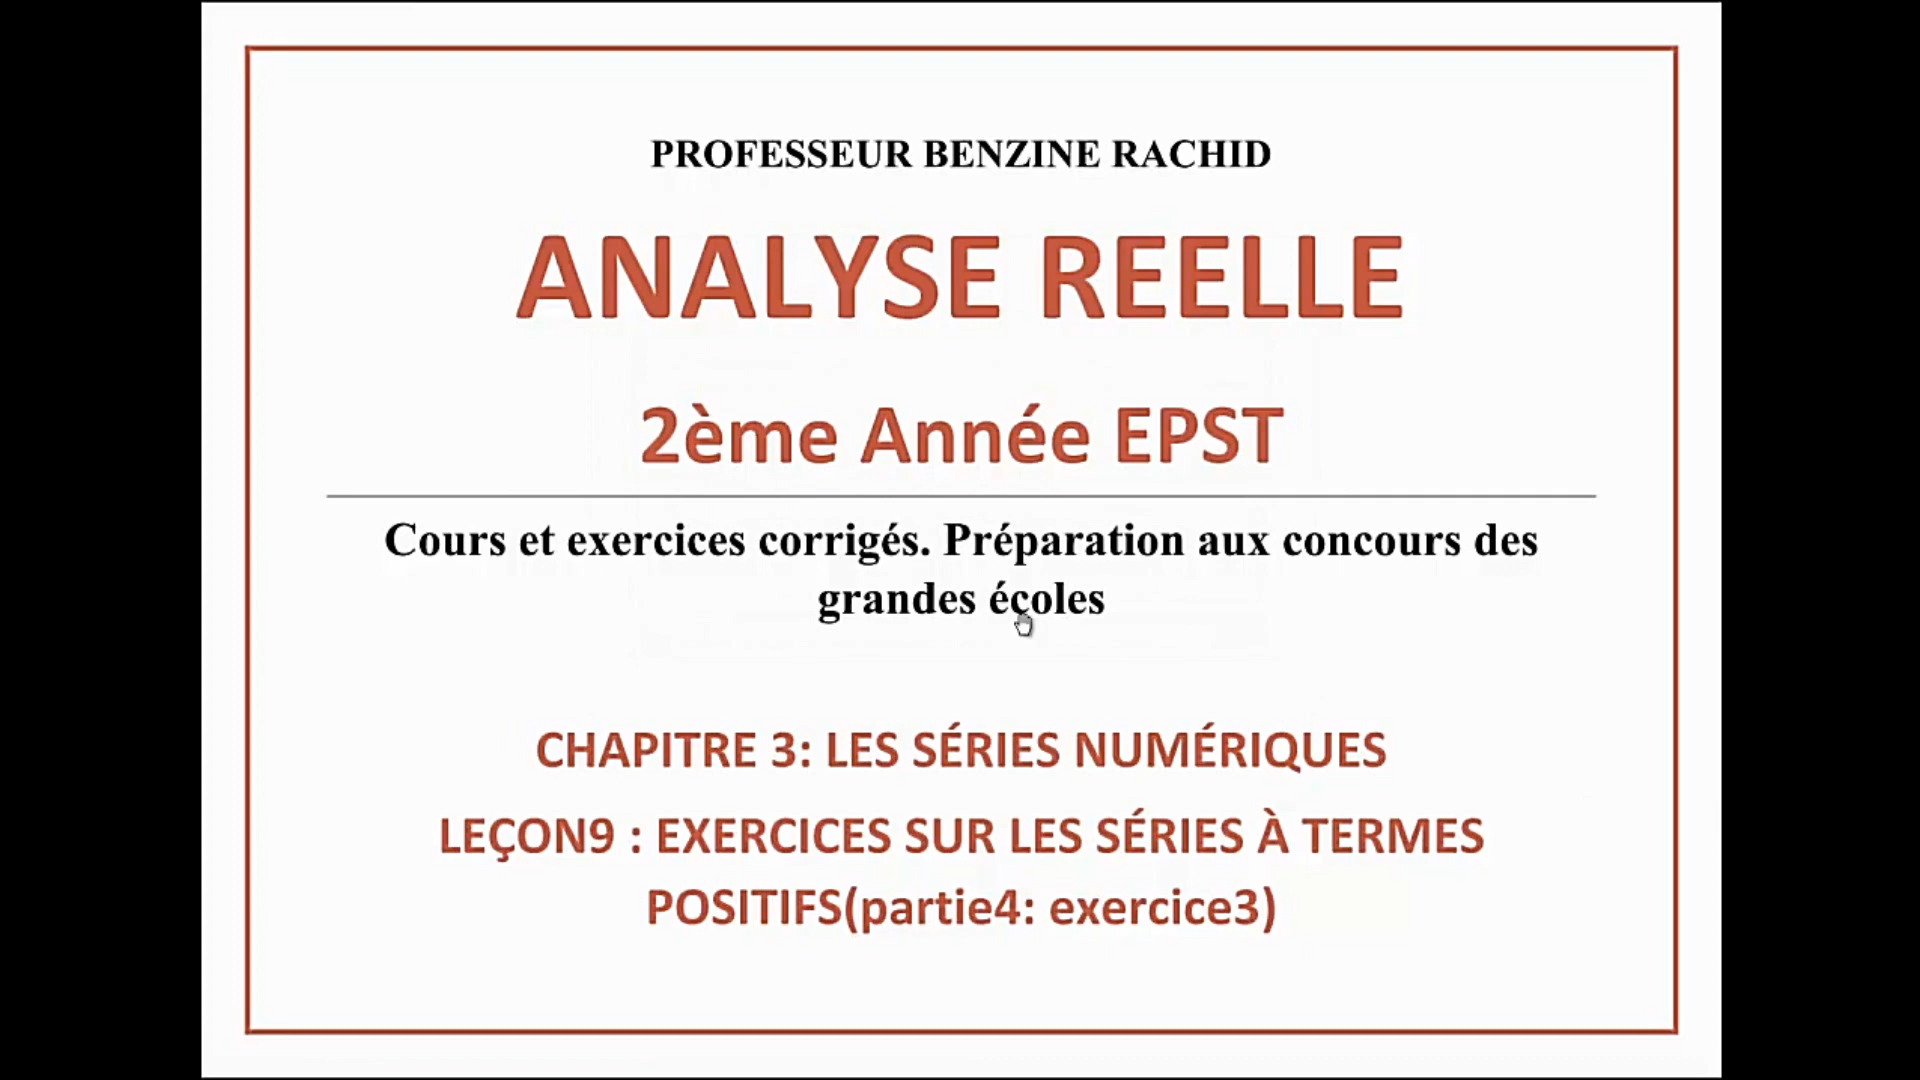 PROFESSEUR BENZINE RACHID
ANALYSE REELLE
2ème Année EPST
Cours et exercices corrigés. Préparation aux concours des
grandes écoles
CHAPITRE 3: LES SÉRIES NUMÉRIQUES
LEÇON9 : EXERCICES SUR LES SÉRIES À TERMES
POSITIFS(partie4: exercice3)